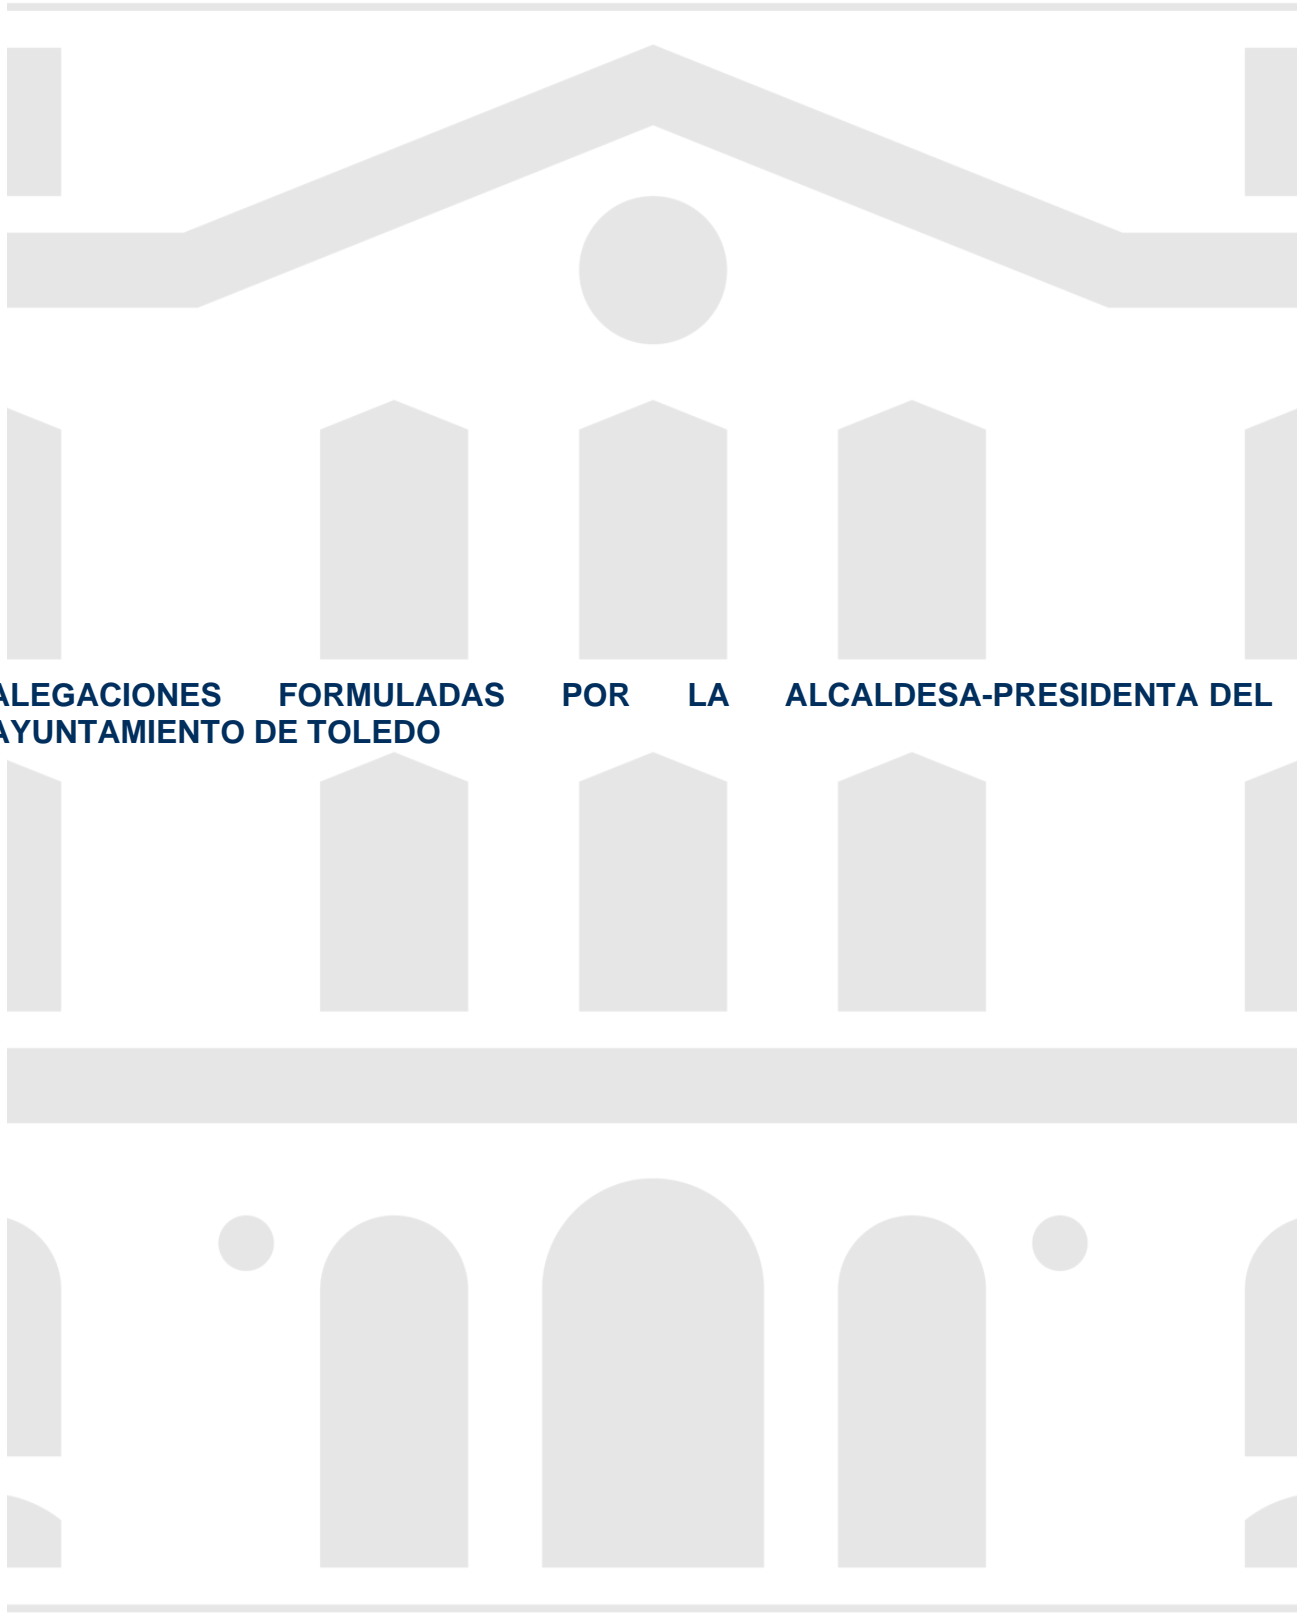 ALEGACIONES FORMULADAS POR LA ALCALDESA-PRESIDENTA DEL
AYUNTAMIENTO DE TOLEDO